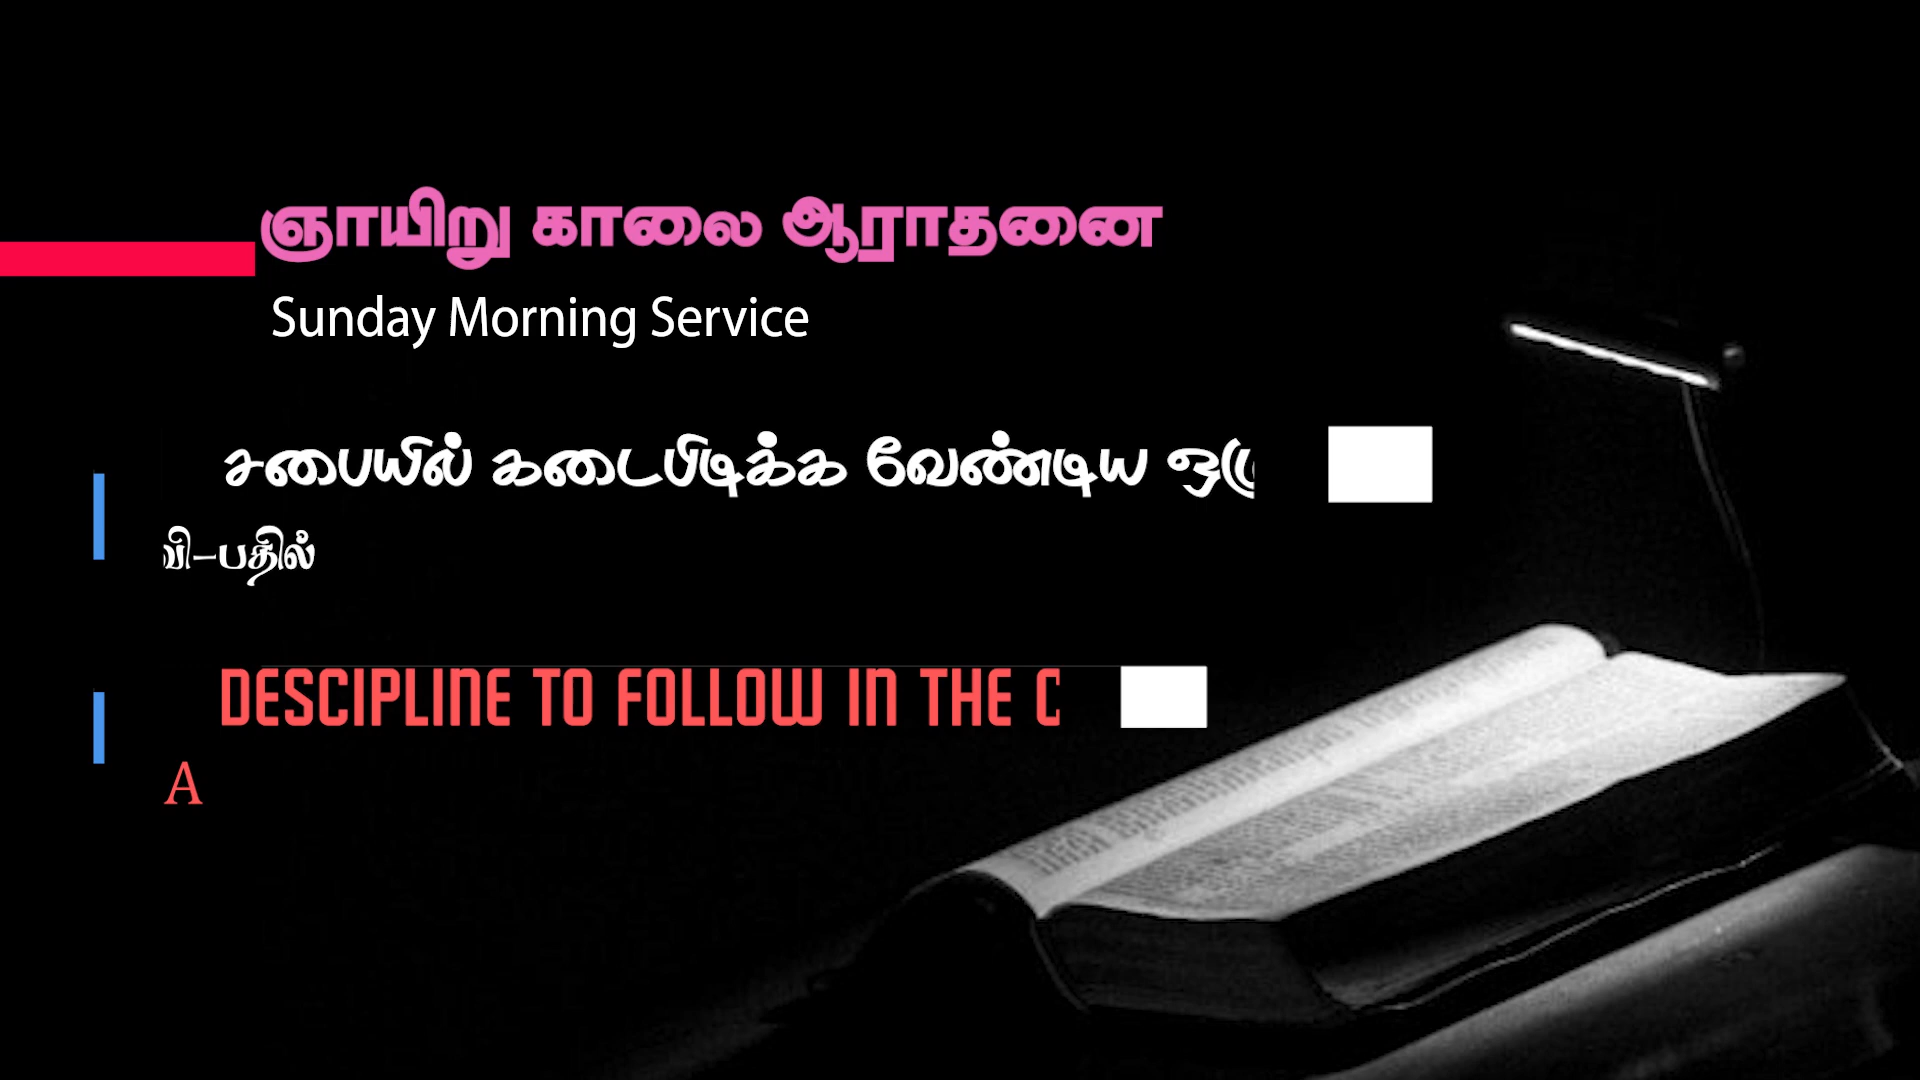 ஞாயிறு காலை ஆராதனை
Sunday Morning Service
சபையில் கடைபிடிக்க வேண்டிய
வி-பதில்
DESCIPLINE TO FOLLOW IN THE C
A